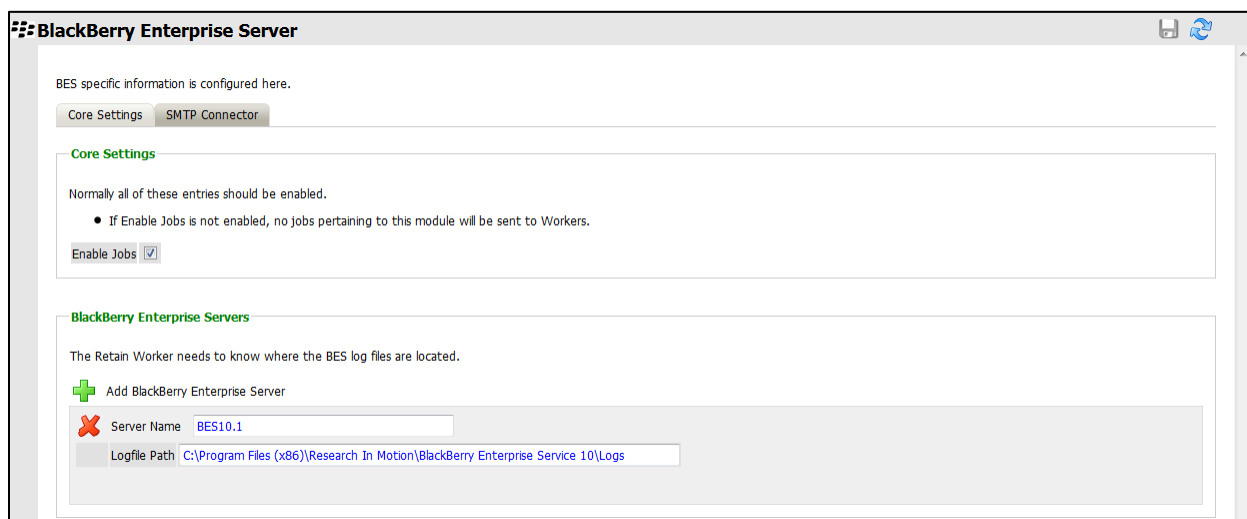 BlackBerry Enterprise Server
BES specific information is configured here.
Core Settings SMTP Connector
Core Settings
Normally all of these entries should be enabled.
• If Enable Jobs is not enabled, no jobs pertaining to this module will be sent to Workers.
Enable Jobs
BlackBerry Enterprise Servers
The Retain Worker needs to know where the BES log files are located.
Add BlackBerry Enterprise Server
Server Name BES10.1
Logfile Path C:\Program Files (x86)\Research In Motion\BlackBerry Enterprise Service 10\Logs